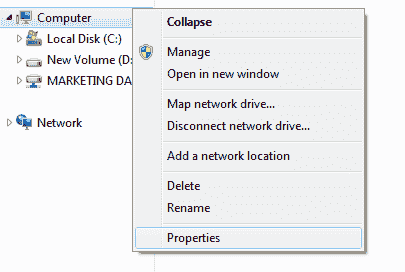 Computer
Local Disk (C:)
New Volume (D:
MARKETING DA
Network
Collapse
Manage
Open in new window
Map network drive...
Disconnect network drive...
Add a network location
Delete
Rename
Properties